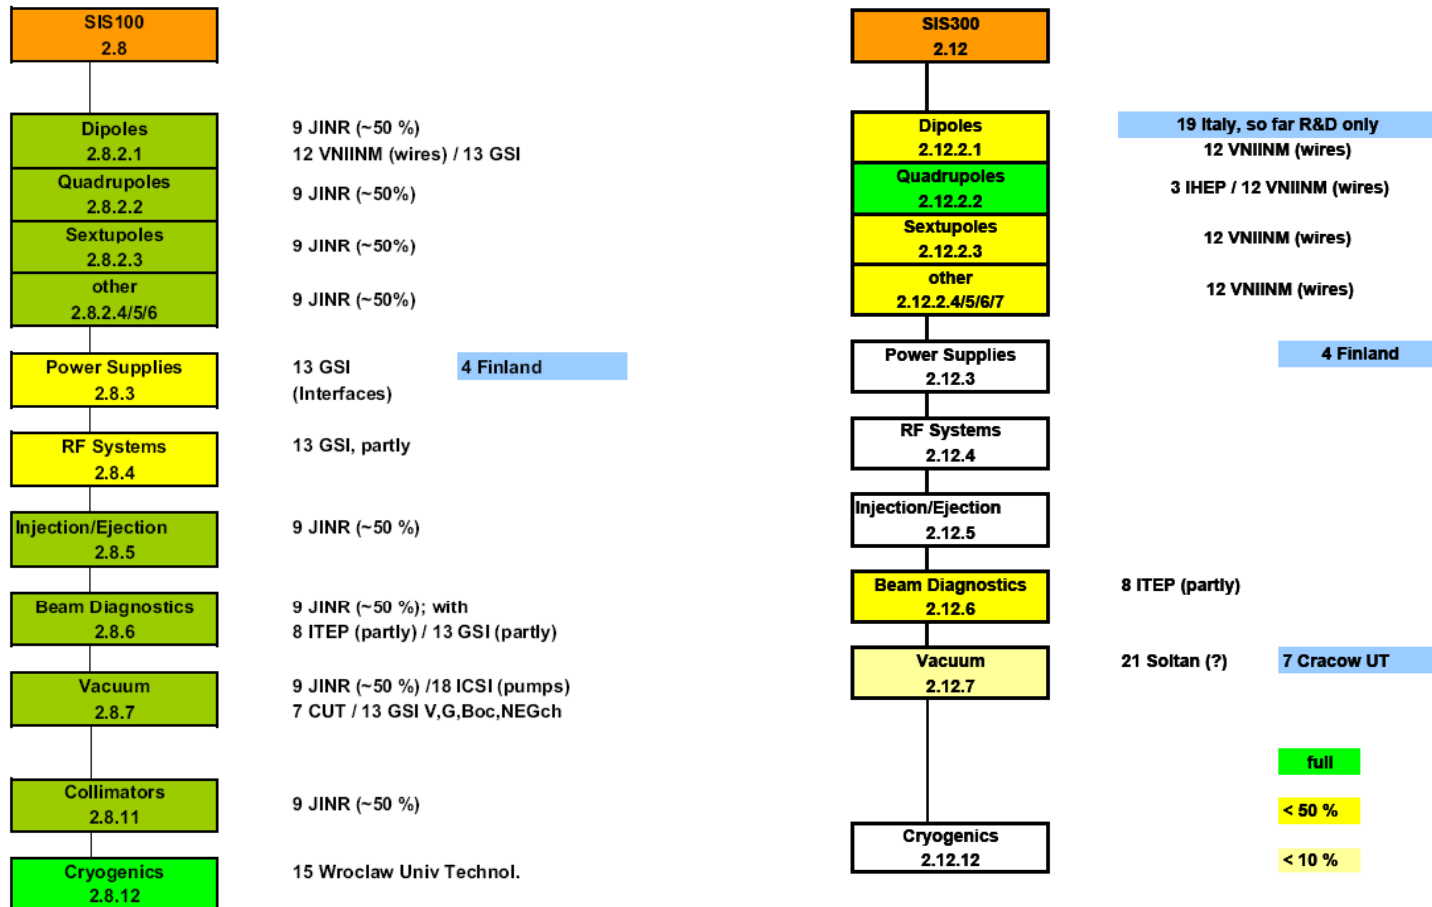 SIS100
2.8
Dipoles
2.8.2.1
9 JINR (~50 %)
12 VNIINM (wires) / 13 GSI
Quadrupoles
2.8.2.2
9 JINR (~50%)
Sextupoles
2.8.2.3
9 JINR (~50%)
other
2.8.2.4/5/6
9 JINR (~50%)
Power Supplies
2.8.3
13 GSI
(Interfaces)
4 Finland
RF Systems
2.8.4
13 GSI, partly
Injection/Ejection
2.8.5
9 JINR (~50 %)
Beam Diagnostics
2.8.6
9 JINR (~50 %); with
8 ITEP (partly) / 13 GSI (partly)
Vacuum
2.8.7
9 JINR (~50 %) /18 ICSI (pumps)
7 CUT / 13 GSI V,G,Boc,NEGch
Collimators
2.8.11
9 JINR (~50 %)
Cryogenics
2.8.12
15 Wroclaw Univ Technol.
SIS300
2.12
Dipoles
2.12.2.1
19 Italy, so far R&D only
12 VNIINM (wires)
Quadrupoles
2.12.2.2
3 IHEP / 12 VNIINM (wires)
Sextupoles
2.12.2.3
12 VNIINM (wires)
other
2.12.2.4/5/6/7
12 VNIINM (wires)
Power Supplies
2.12.3
4 Finland
RF Systems
2.12.4
Injection/Ejection
2.12.5
Beam Diagnostics
2.12.6
8 ITEP (partly)
Vacuum
2.12.7
21 Soltan (?)
7 Cracow UT
Cryogenics
2.12.12
full
< 50 %
< 10 %